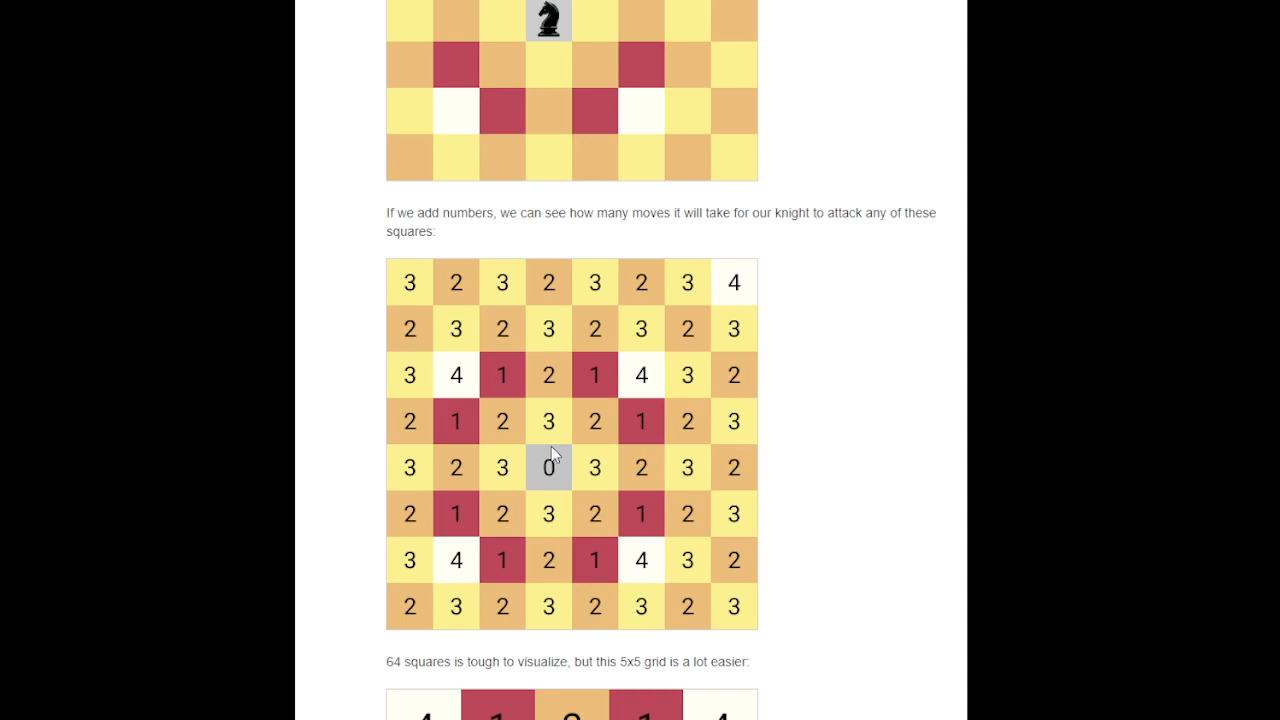 If we add numbers, we can see how many moves it will take for our knight to attack any of these
squares:
3 2 3 2 3 2 3 4
2 3 2 3 2 3 2 3
3 4 1 2 1 4 3 2
2 1 2 3 2 1 2 3
3 2 3 0 3 2 3 2
2 1 2 3 2 1 2 3
3 4 1 2 1 4 3 2
2 3 2 3 2 3 2 3
64 squares is tough to visualize, but this 5x5 grid is a lot easier:
4 1 2 1 4